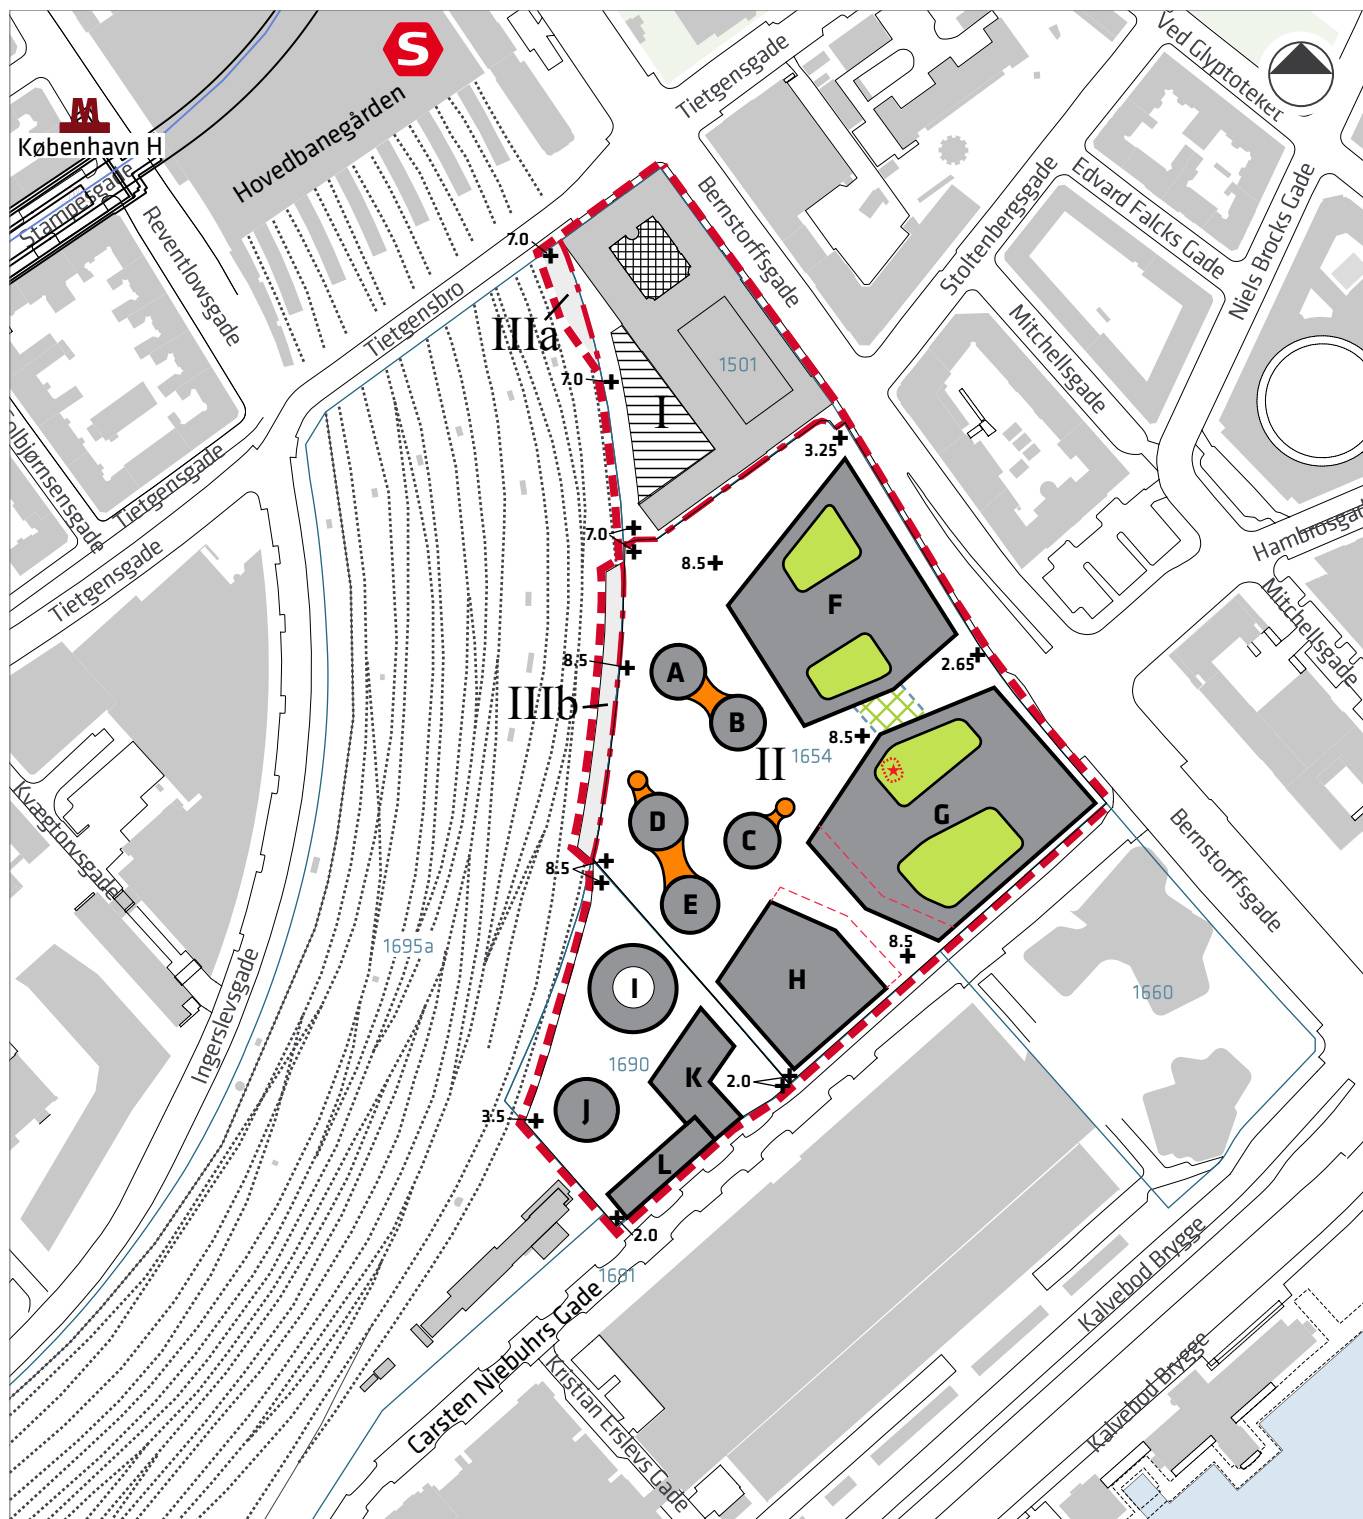 S
M
København H
Hovedbanegården
Stampesgade
Reventlowsgade
Tietgensgade
Ved Glyptoteket
Bernstorffsgade
Stoltenbergsgade
Edvard Falcks Gade
Niels Brocks Gade
Mitchellsgade
Tietgensbro
7.0
IIIa
7.0
I
1501
3.25
olbjørnsensgade
Tietgensgade
Tietgensgade
Hambrosga
Mitchellsgade
7.0
8.5
F
8.5
A
2.65
IIIb
B
8.5
II
1654
D
C
G
Kvægtorvsgade
8.5
E
Bernstorffsgade
1695a
8.5
H
I
1660
Ingerslevsgade
1690
K
2.0
J
3.5
L
2.0
1691
Carsten Niebuhrs Gade
Kristian Erslevs Gade
Kalvebod Brygge
Kalvebod Brygge